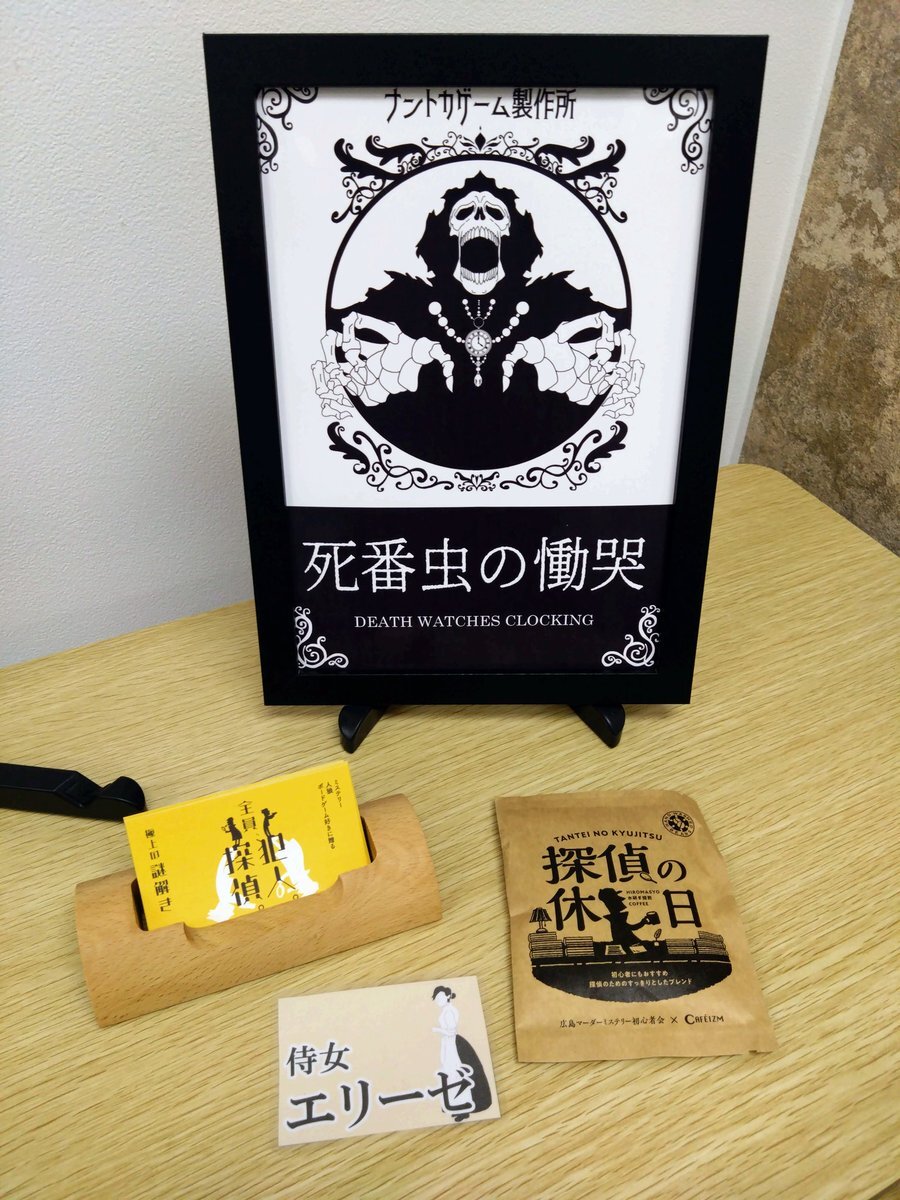 ナントカゲーム製作所
死番虫の慟哭
DEATH WATCHES CLOCKING
ミステリー
人狼
ボードゲーム好きに贈る
全員、犯人
探偵
極上の謎解き
TANTEI NO KYUJITSU
探偵の
休日
HIROMASYO
COFFEE
初心者にもおすすめ
探偵のためのすっきりとしたブレンド
広島マーダーミステリー初心者会 × CAFÉIZM
侍女
エリーゼ